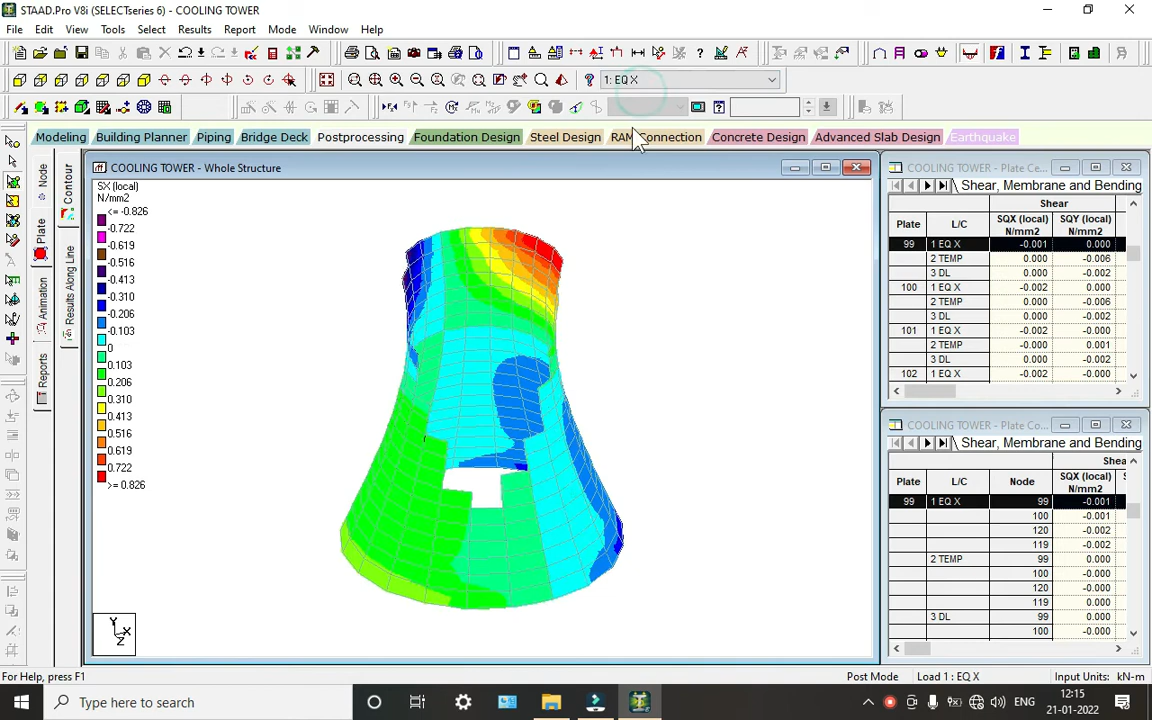 STAAD.Pro V8i (SELECTseries 6) - COOLING TOWER
File Edit View Tools Select Results Report Mode Window Help
1: EQ X
Modeling Building Planner Piping Bridge Deck Postprocessing Foundation Design Steel Design RAM Connection Concrete Design Advanced Slab Design Earthquake
Node
Plate
Animation
Reports
Contour
Results Along Line
COOLING TOWER - Whole Structure
SX (local)
N/mm2
<= -0.826
-0.722
-0.619
-0.516
-0.413
-0.310
-0.206
-0.103
0
0.103
0.206
0.310
0.413
0.516
0.619
0.722
>= 0.826
Y
X
Z
COOLING TOWER - Plate Ce...
Shear, Membrane and Bending
Shear
Plate L/C SQX (local) N/mm2 SQY (local) N/mm2
99 1 EQ X -0.001 0.000
2 TEMP 0.000 -0.006
3 DL 0.000 -0.002
100 1 EQ X -0.002 0.000
2 TEMP 0.000 -0.006
3 DL 0.000 -0.002
101 1 EQ X -0.002 0.000
2 TEMP -0.002 0.001
3 DL 0.000 -0.002
102 1 EQ X -0.002 -0.000
COOLING TOWER - Plate Co...
Shear, Membrane and Bending
Shea
Plate L/C Node SQX (local) N/mm2
99 1 EQ X 99 -0.001
100 -0.001
120 -0.002
119 -0.002
2 TEMP 99 0.000
100 -0.000
120 -0.000
119 0.000
3 DL 99 0.000
100 -0.000
For Help, press F1
Post Mode Load 1 : EQ X Input Units: kN-m
Type here to search
ENG
12:15
21-01-2022